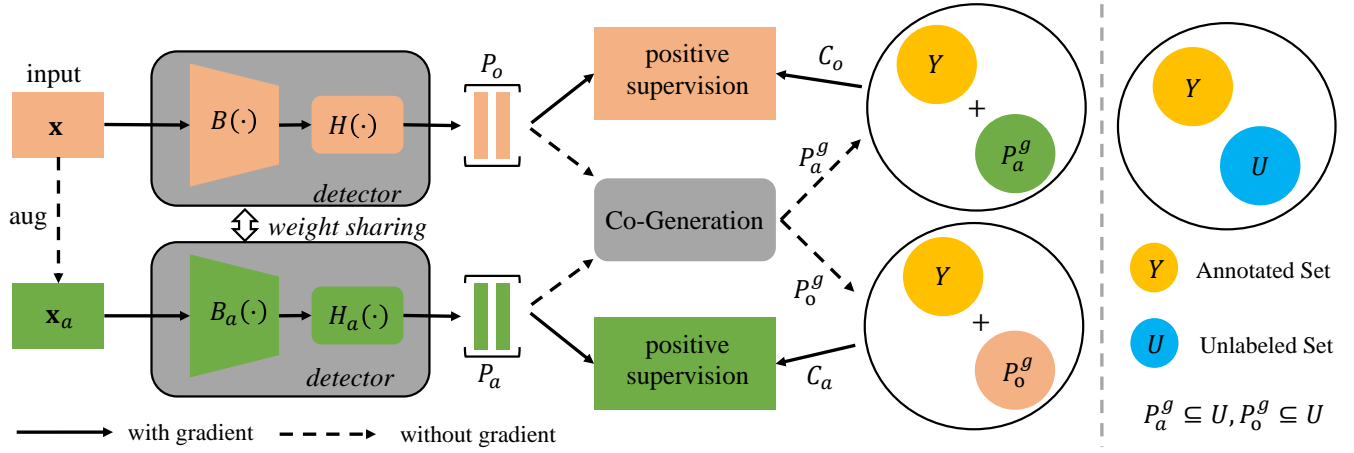 input
x
aug
x_a
B(·)
H(·)
detector
weight sharing
B_a(·)
H_a(·)
detector
P_o
P_a
positive
supervision
Co-Generation
positive
supervision
C_o
P_a^g
P_o^g
C_a
Y
+
P_a^g
Y
+
P_o^g
Y
U
Y Annotated Set
U Unlabeled Set
P_a^g ⊆ U, P_o^g ⊆ U
with gradient
without gradient